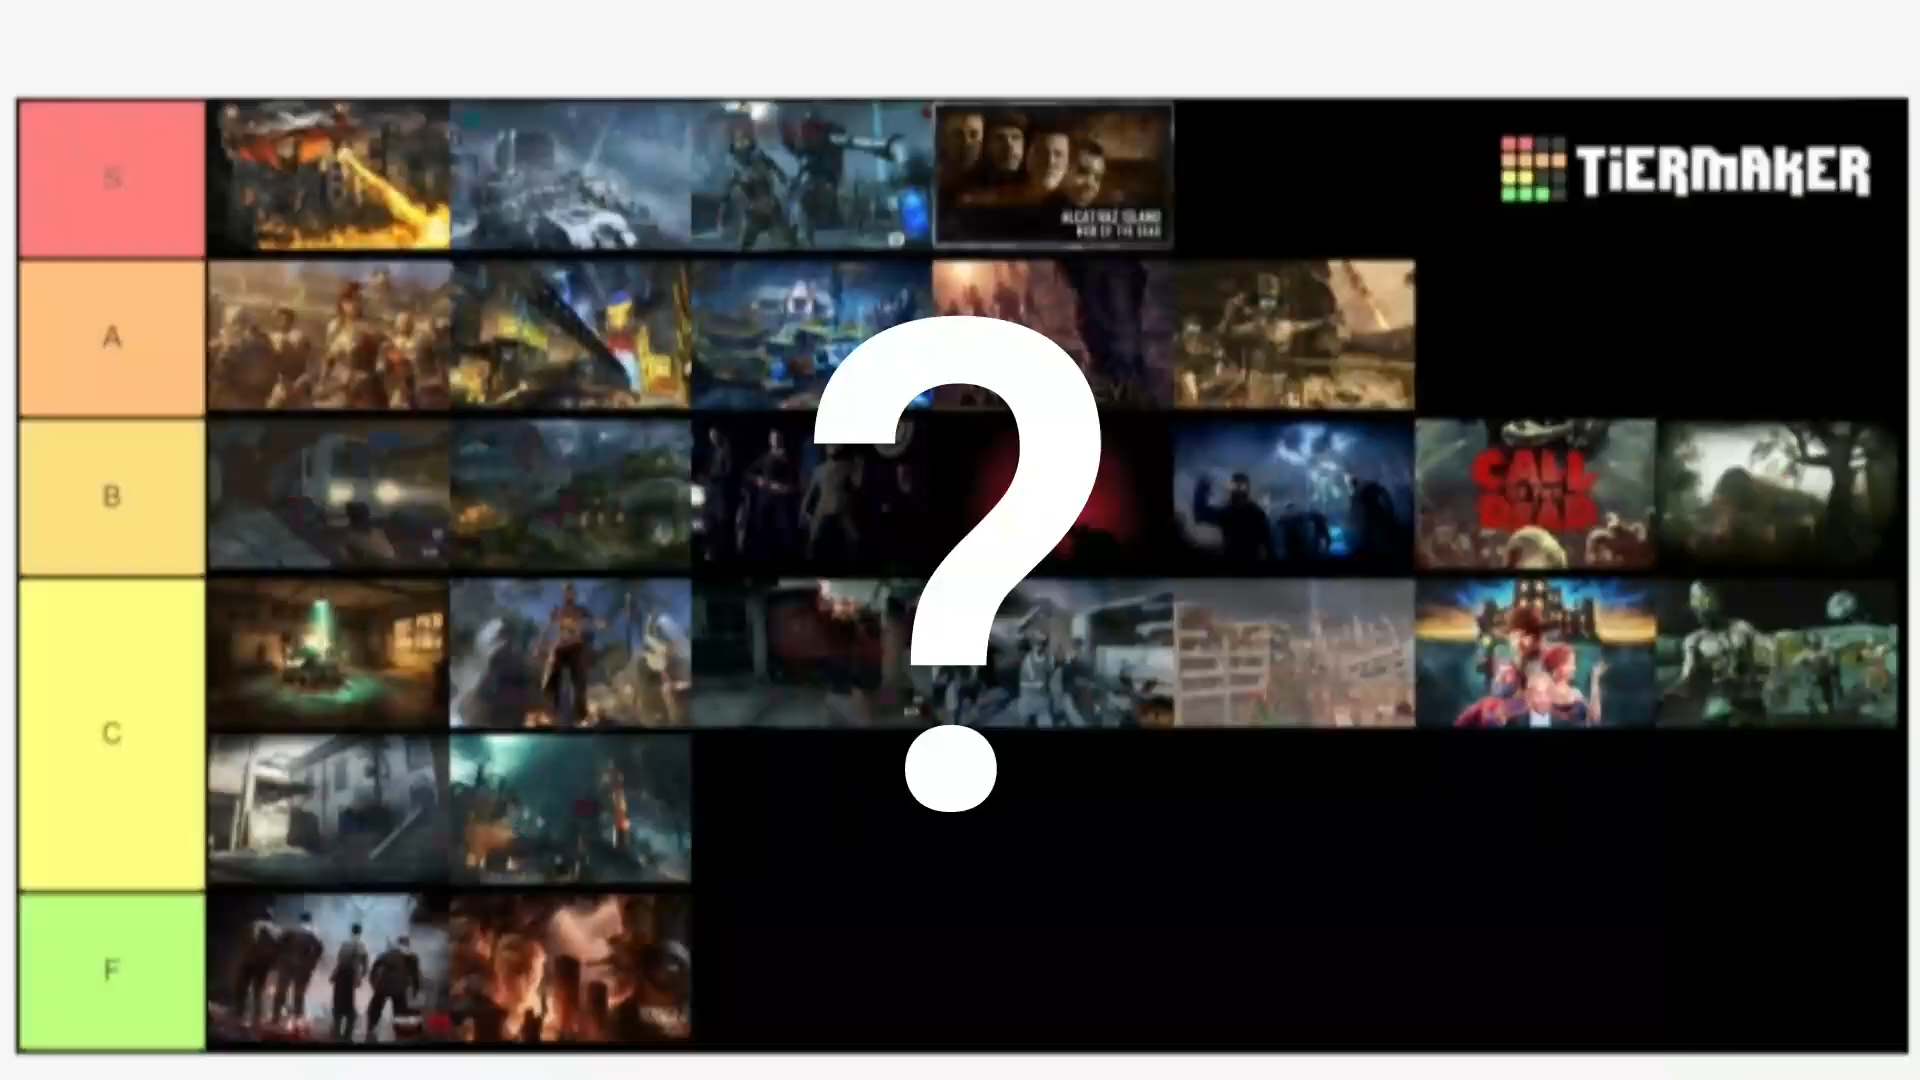 S
TiERMAKER
ALCATRAZ ISLAND
MOB OF THE DEAD
A
B
CALL
OF THE
DEAD
C
F
?